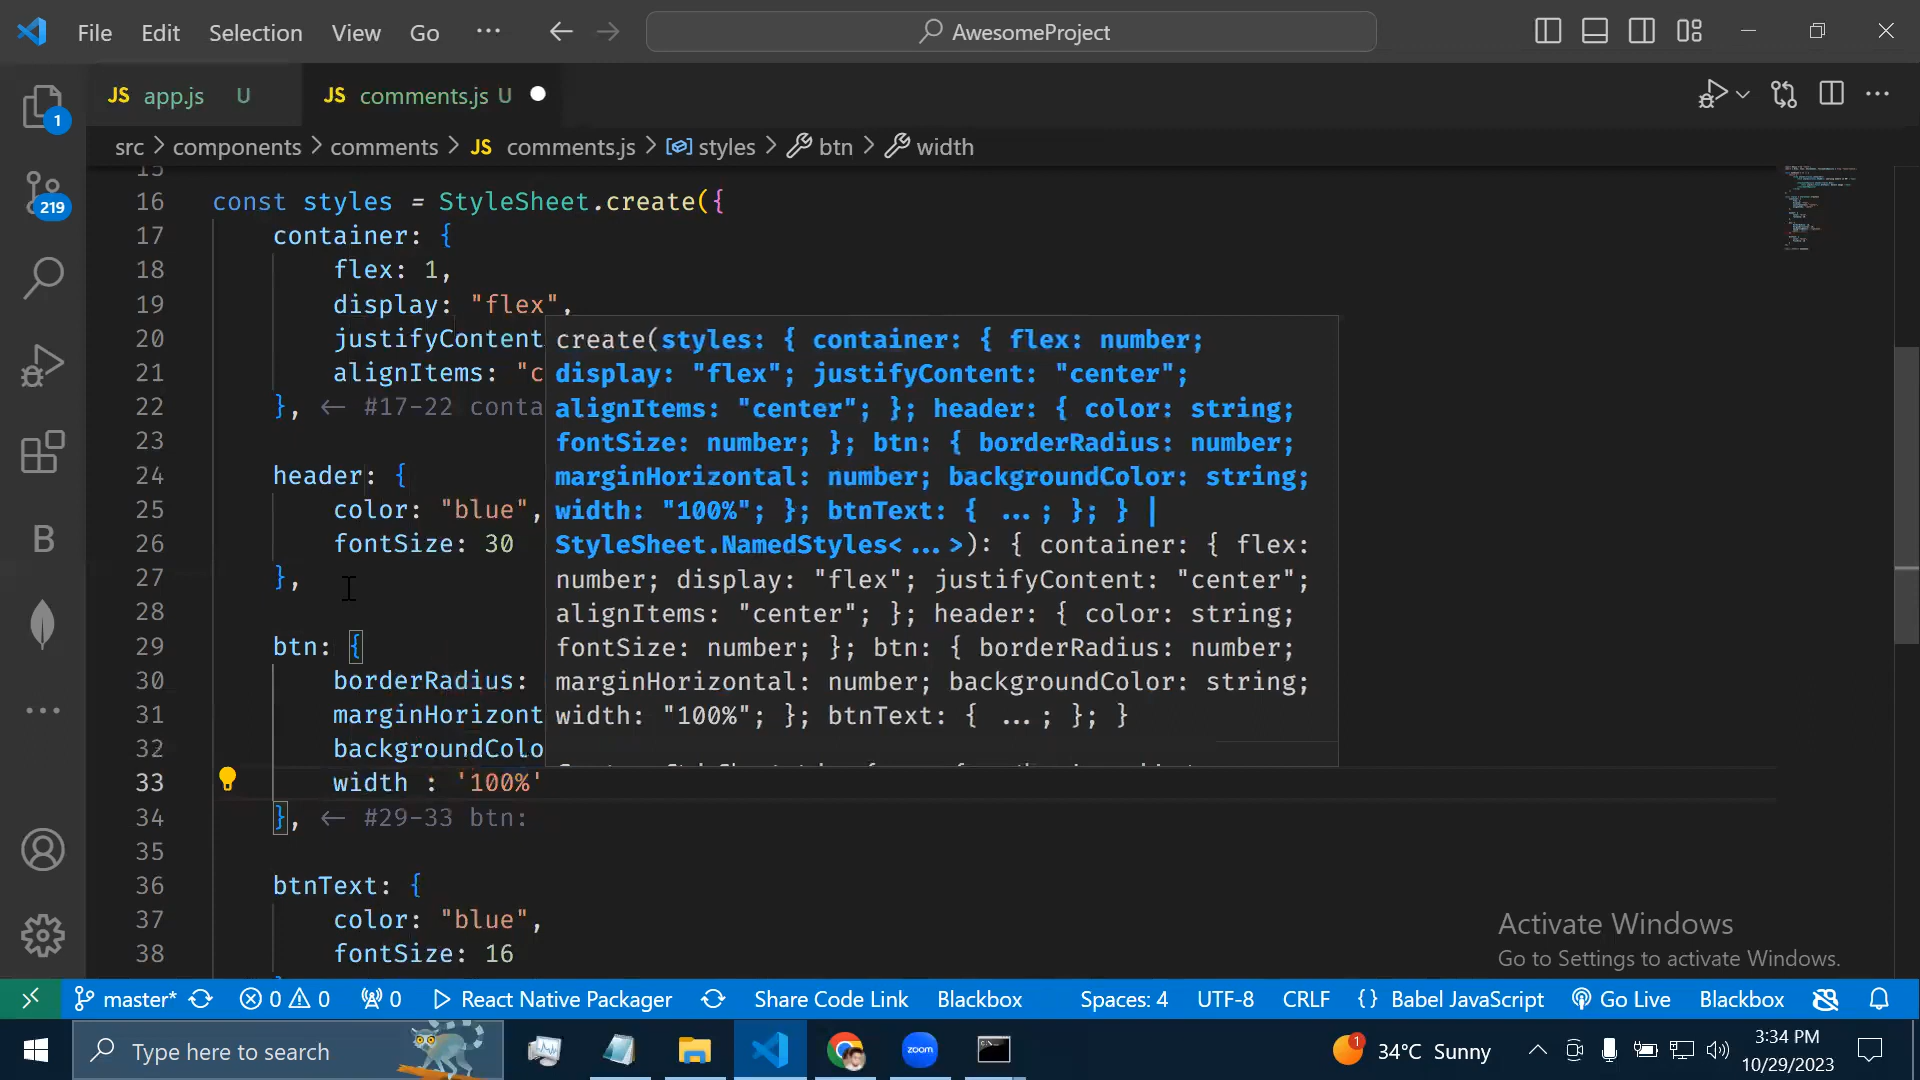 File Edit Selection View Go ··· AwesomeProject
JS app.js U JS comments.js U
1
src > components > comments > JS comments.js > styles > btn > width
15
16 const styles = StyleSheet.create({
17 container: {
18 flex: 1,
19 display: "flex",
20 justifyContent
21 alignItems: "c
22 }, ← #17-22 conta
23
24 header: {
25 color: "blue",
26 fontSize: 30
27 },
28
29 btn: {
30 borderRadius:
31 marginHorizont
32 backgroundColo
33 width : '100%'
34 }, ← #29-33 btn:
35
36 btnText: {
37 color: "blue",
38 fontSize: 16
create(styles: { container: { flex: number;
display: "flex"; justifyContent: "center";
alignItems: "center"; }; header: { color: string;
fontSize: number; }; btn: { borderRadius: number;
marginHorizontal: number; backgroundColor: string;
width: "100%"; }; btnText: { ...; }; } |
StyleSheet.NamedStyles<...>): { container: { flex:
number; display: "flex"; justifyContent: "center";
alignItems: "center"; }; header: { color: string;
fontSize: number; }; btn: { borderRadius: number;
marginHorizontal: number; backgroundColor: string;
width: "100%"; }; btnText: { ...; }; }
219
B
Activate Windows
Go to Settings to activate Windows.
master* 0 0 0 React Native Packager Share Code Link Blackbox Spaces: 4 UTF-8 CRLF {} Babel JavaScript Go Live Blackbox
Type here to search zoom 1 34°C Sunny 3:34 PM
10/29/2023